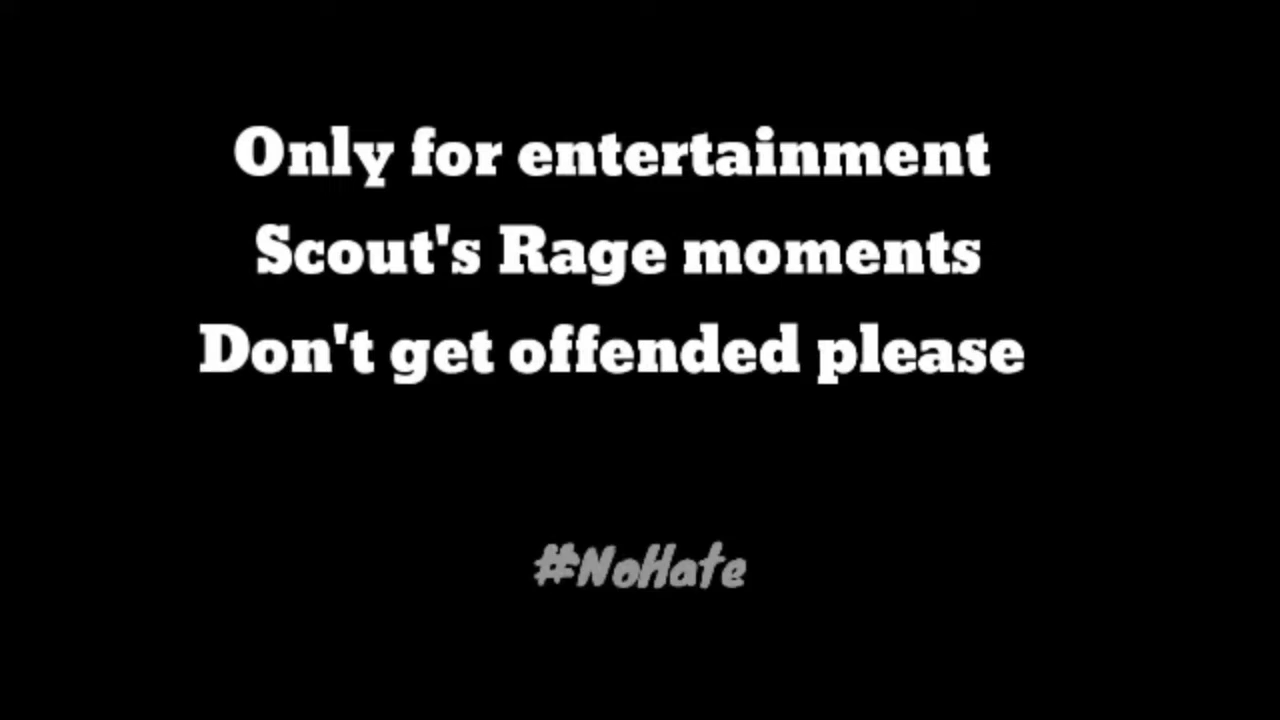 Only for entertainment
Scout's Rage moments
Don't get offended please
#NoHate